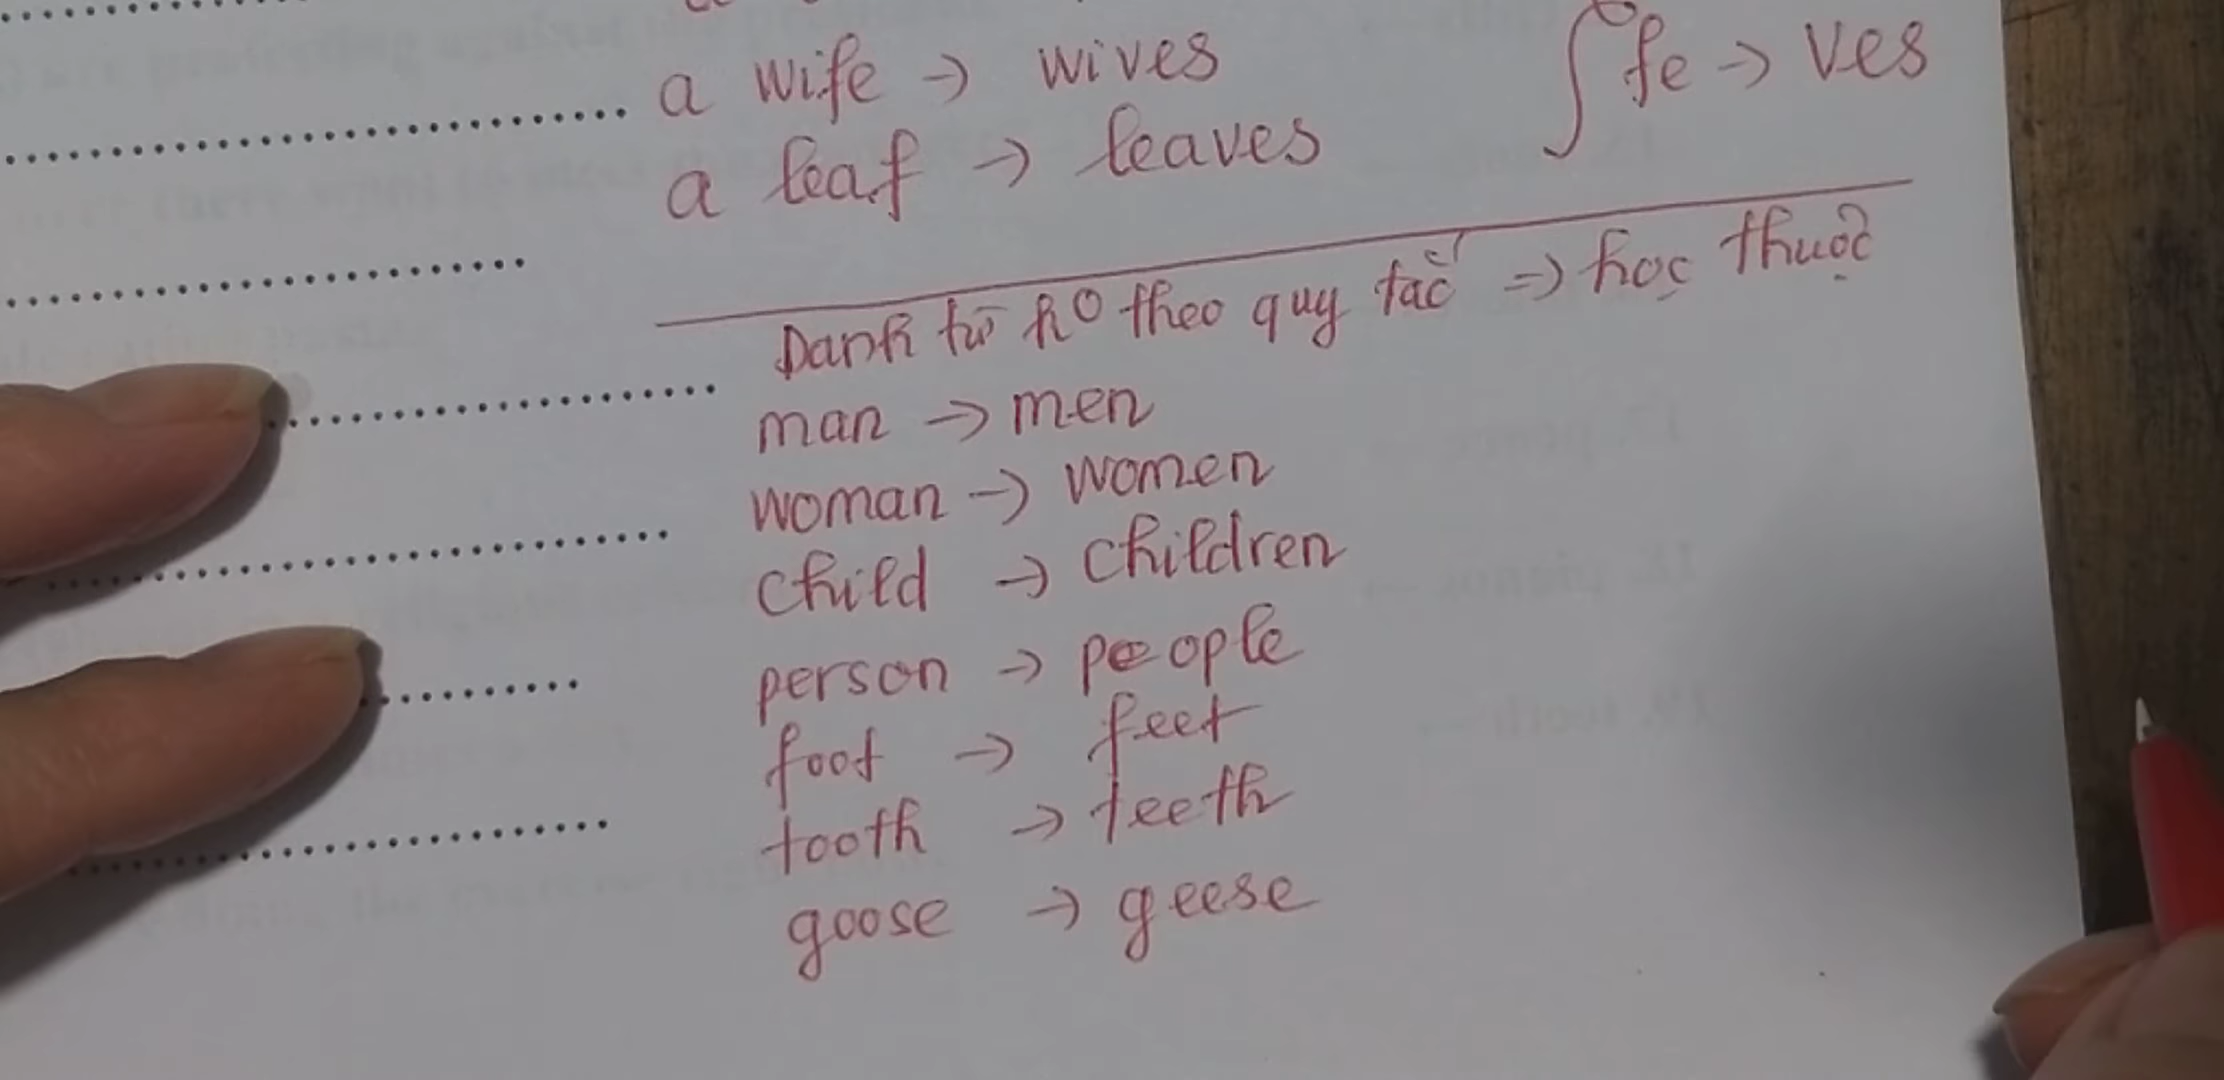 a wife → wives
fe → ves
a leaf → leaves
Danh từ ko theo quy tắc => học thuộc
man → men
woman → women
child → children
person → people
foot → feet
tooth → teeth
goose → geese